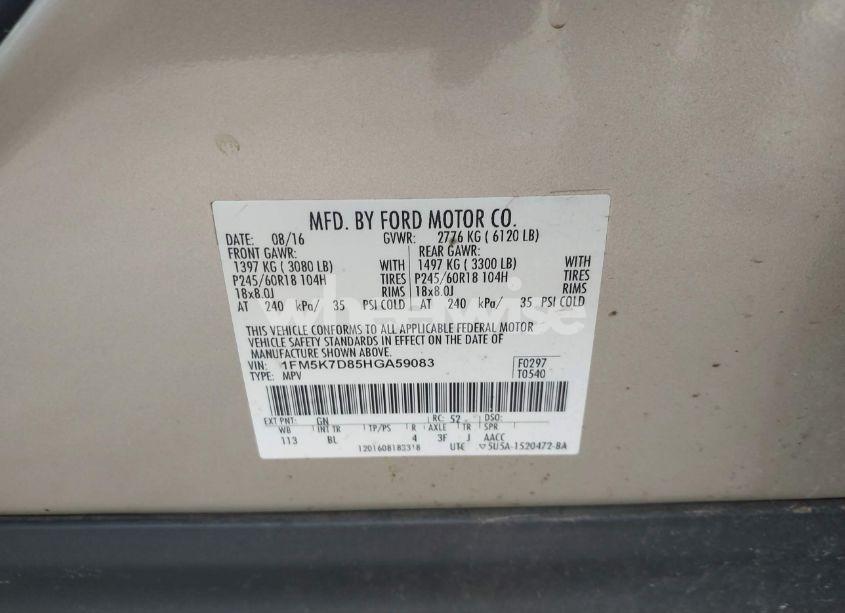 MFD. BY FORD MOTOR CO.
DATE: 08/16 GVWR: 2776 KG ( 6120 LB)
FRONT GAWR: REAR GAWR:
1397 KG ( 3080 LB) WITH 1497 KG ( 3300 LB) WITH
P245/60R18 104H TIRES P245/60R18 104H TIRES
18x8.0J RIMS 18x8.0J RIMS
AT 240 kPa/ 35 PSI COLD AT 240 kPa/ 35 PSI COLD
wheelwise
THIS VEHICLE CONFORMS TO ALL APPLICABLE FEDERAL MOTOR
VEHICLE SAFETY STANDARDS IN EFFECT ON THE DATE OF
MANUFACTURE SHOWN ABOVE.
VIN: 1FM5K7D85HGA59083 F0297
TYPE: MPV T0540
EXT PNT: GN RC: 52 DSO:
WB INT TR TP/PS R AXLE TR SPR
113 BL 4 3F J AACC
1201608183318 UTC ▽5U5A-1520472-BA